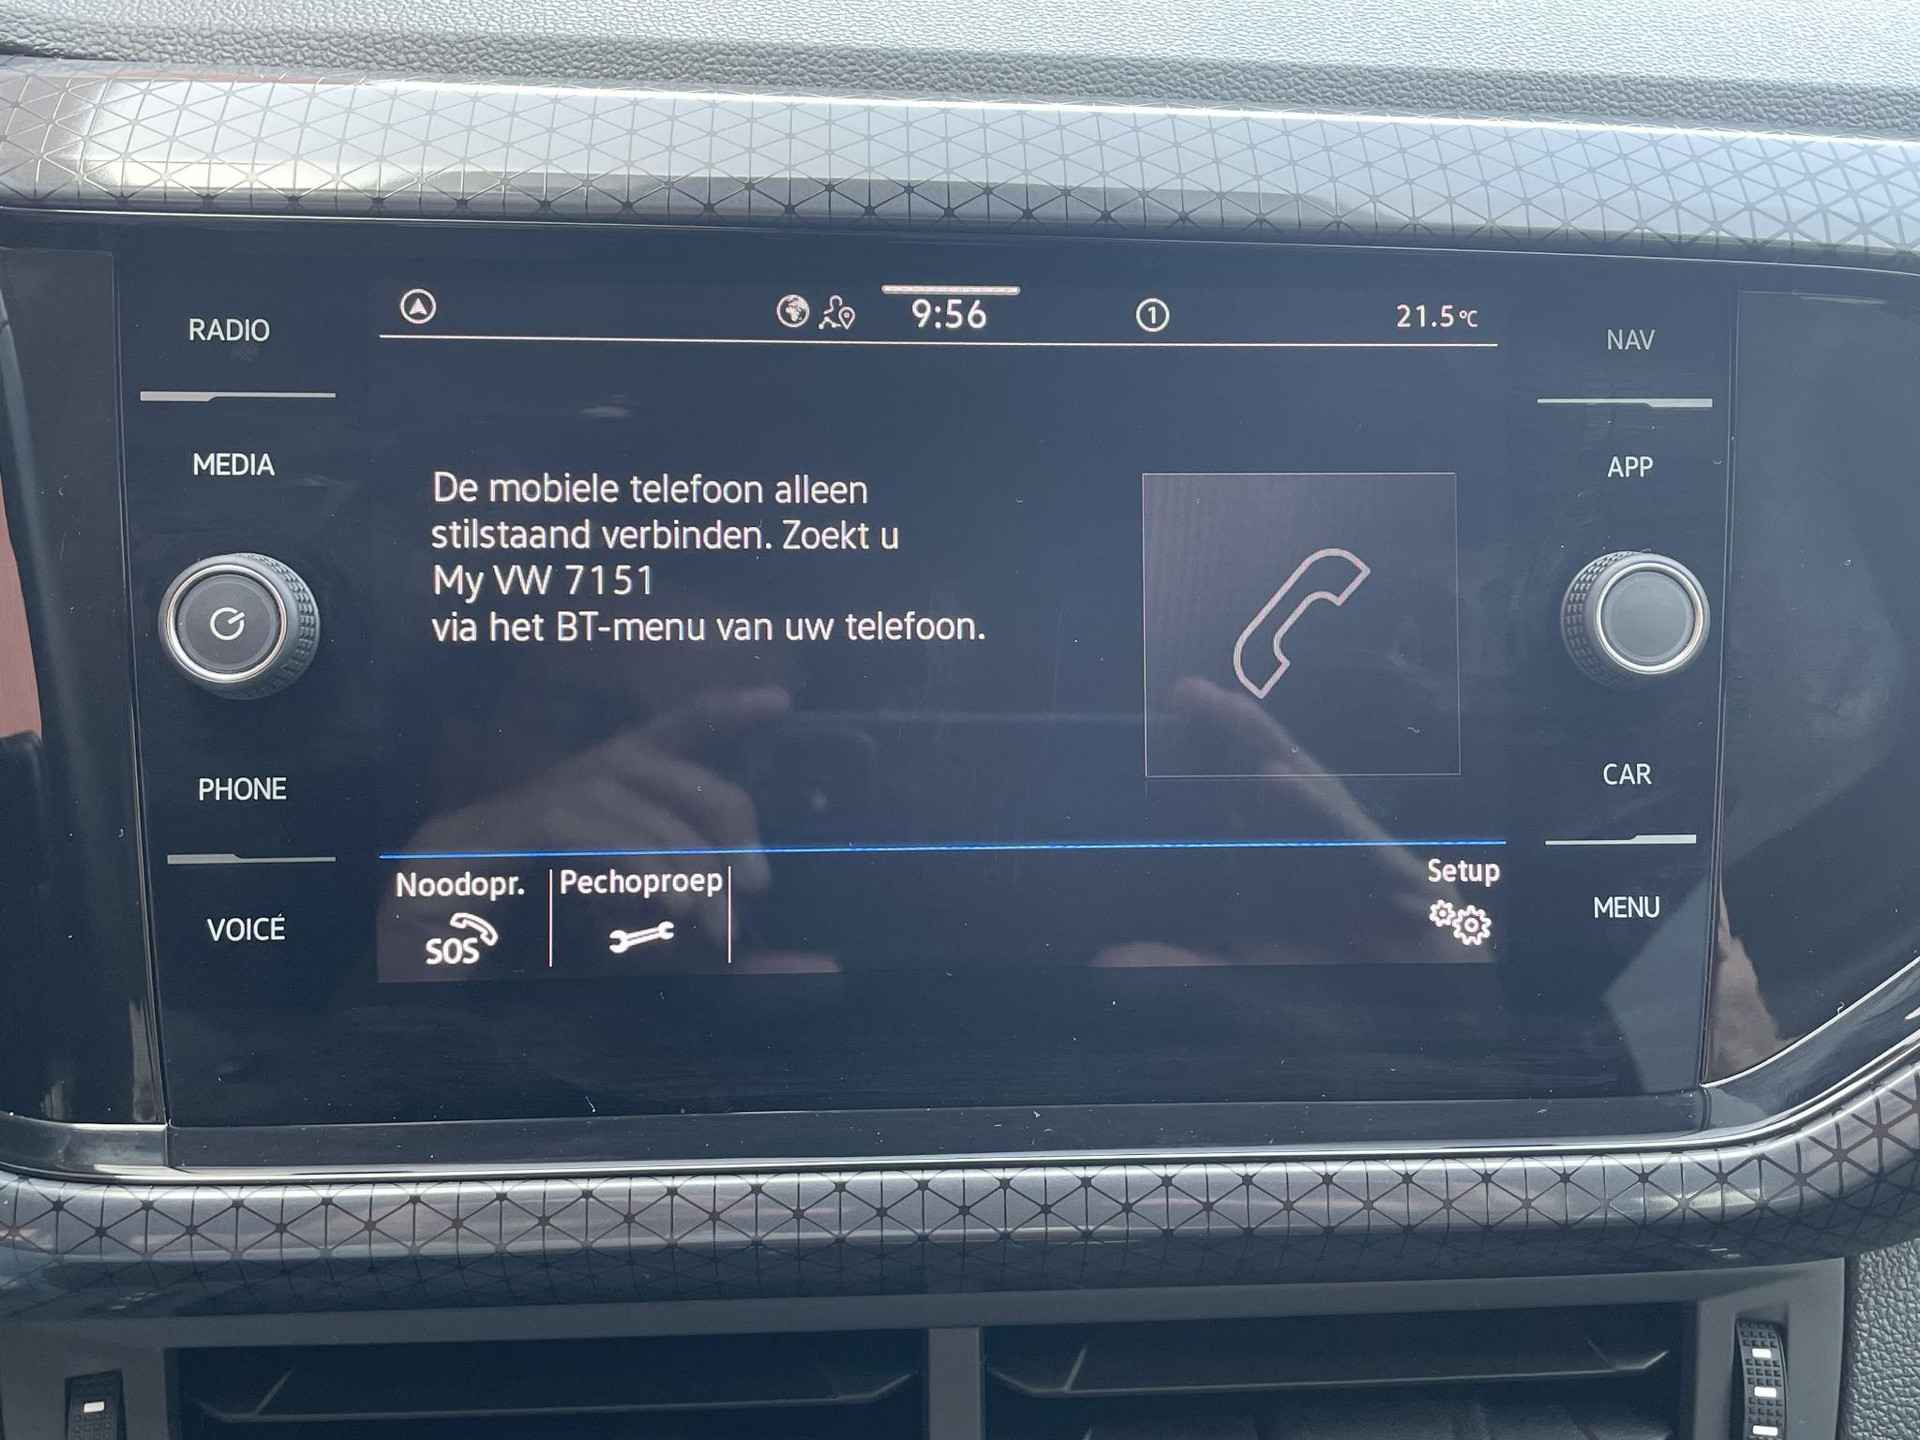 RADIO
MEDIA
PHONE
VOICE
9:56
1
21.5°C
De mobiele telefoon alleen
stilstaand verbinden. Zoekt u
My VW 7151
via het BT-menu van uw telefoon.
Noodopr.
SOS
Pechoproep
Setup
NAV
APP
CAR
MENU